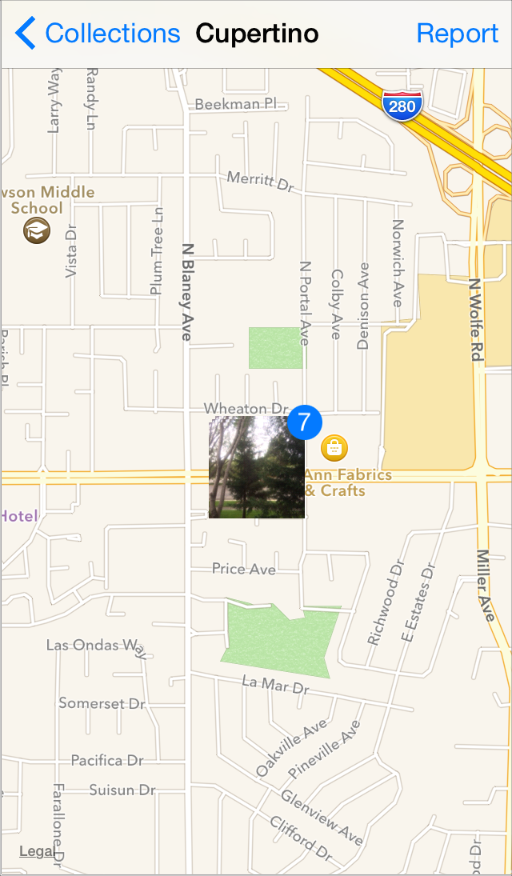 Collections
Cupertino
Report
Larry Way
Randy Ln
Beekman Pl
280
Merritt Dr
wson Middle
School
Vista Dr
Plum Tree Ln
N Blaney Ave
N Portal Ave
Colby Ave
Denison Ave
Norwich Ave
N Wolfe Rd
Parish Pl
Wheaton Dr
7
Ann Fabrics
& Crafts
Hotel
Price Ave
Richwood Dr
E Estates Dr
Miller Ave
Las Ondas Way
La Mar Dr
Somerset Dr
Oakville Ave
Pineville Ave
Pacifica Dr
Suisun Dr
Farallone Dr
Glenview Ave
Clifford Dr
Legal